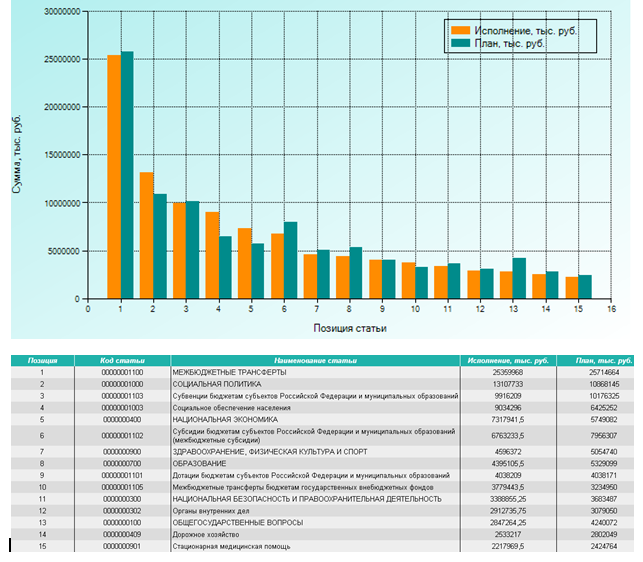 30000000
25000000
20000000
15000000
10000000
5000000
0
Сумма, тыс. руб.
Исполнение, тыс. руб.
План, тыс. руб.
0 1 2 3 4 5 6 7 8 9 10 11 12 13 14 15 16
Позиция статьи
Позиция Код статьи Наименование статьи Исполнение, тыс. руб. План, тыс. руб.
1 00000001100 МЕЖБЮДЖЕТНЫЕ ТРАНСФЕРТЫ 25359968 25714664
2 00000001000 СОЦИАЛЬНАЯ ПОЛИТИКА 13107733 10868145
3 00000001103 Субвенции бюджетам субъектов Российской Федерации и муниципальных образований 9916209 10176325
4 00000001003 Социальное обеспечение населения 9034296 6425252
5 0000000400 НАЦИОНАЛЬНАЯ ЭКОНОМИКА 7317941,5 5749082
6 00000001102 Субсидии бюджетам субъектов Российской Федерации и муниципальных образований 6763233,5 7956307
(межбюджетные субсидии)
7 0000000900 ЗДРАВООХРАНЕНИЕ, ФИЗИЧЕСКАЯ КУЛЬТУРА И СПОРТ 4596372 5054740
8 0000000700 ОБРАЗОВАНИЕ 4395105,5 5329099
9 00000001101 Дотации бюджетам субъектов Российской Федерации и муниципальных образований 4038209 4038171
10 00000001105 Межбюджетные трансферты бюджетам государственных внебюджетных фондов 3779443,5 3234950
11 0000000300 НАЦИОНАЛЬНАЯ БЕЗОПАСНОСТЬ И ПРАВООХРАНИТЕЛЬНАЯ ДЕЯТЕЛЬНОСТЬ 3388855,25 3683487
12 0000000302 Органы внутренних дел 2912735,75 3079050
13 0000000100 ОБЩЕГОСУДАРСТВЕННЫЕ ВОПРОСЫ 2847264,25 4240072
14 0000000409 Дорожное хозяйство 2533217 2802049
15 0000000901 Стационарная медицинская помощь 2217969,5 2424764